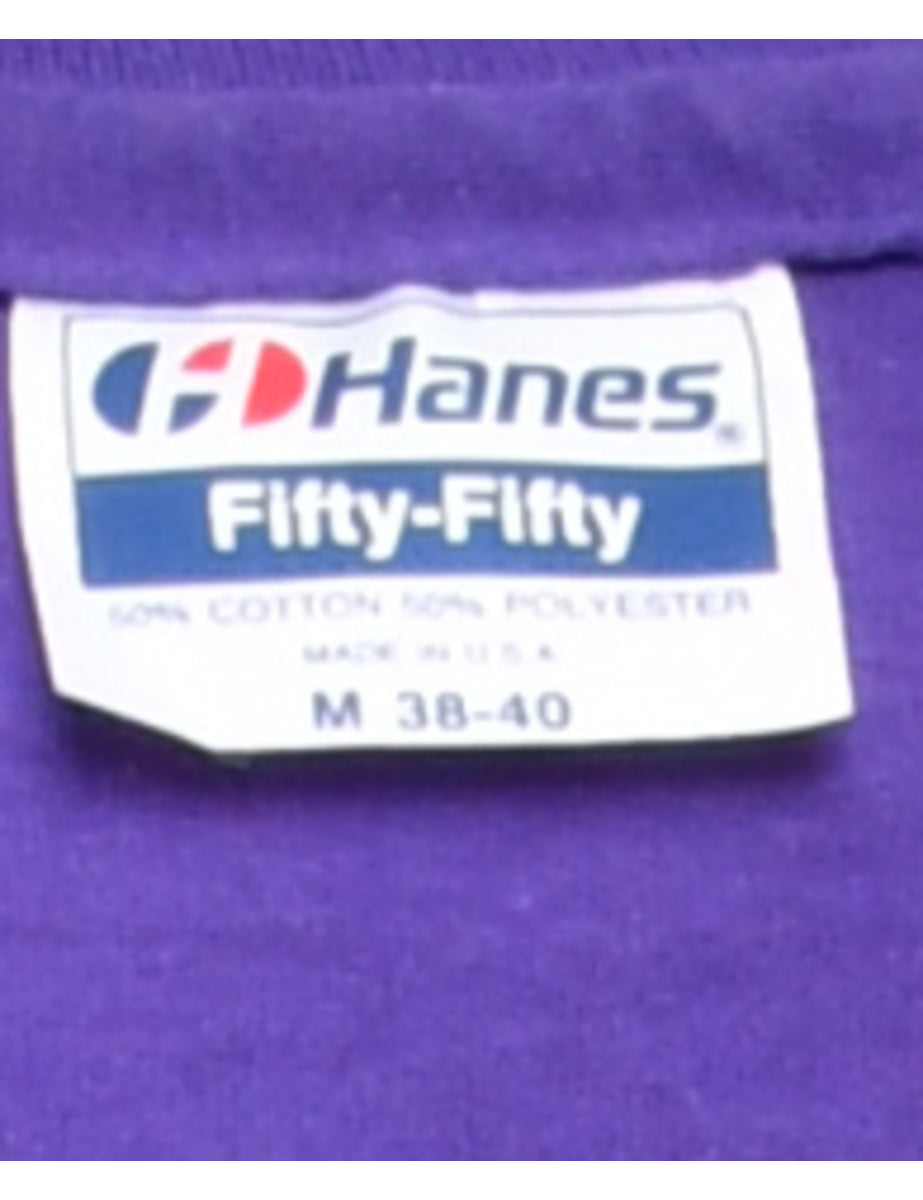 Hanes®
Fifty-Fifty
50% COTTON 50% POLYESTER
MADE IN U.S.A.
M 38-40